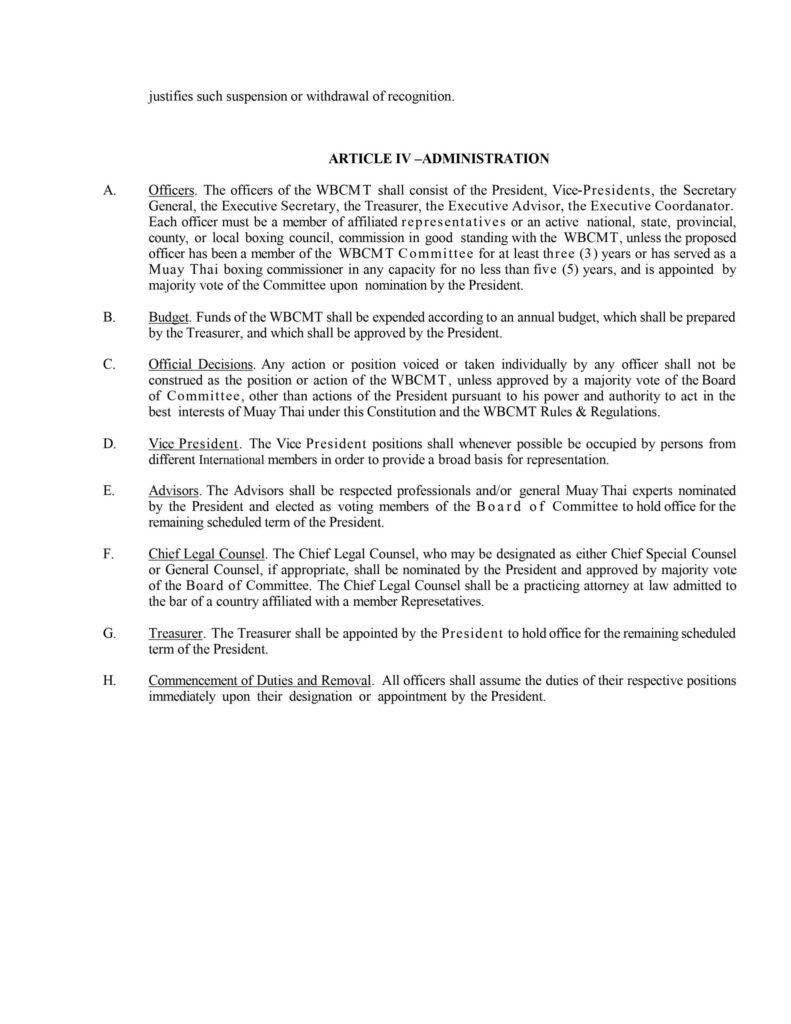 justifies such suspension or withdrawal of recognition.
ARTICLE IV –ADMINISTRATION
A. Officers. The officers of the WBCMT shall consist of the President, Vice-Presidents, the Secretary
General, the Executive Secretary, the Treasurer, the Executive Advisor, the Executive Coordanator.
Each officer must be a member of affiliated representatives or an active national, state, provincial,
county, or local boxing council, commission in good standing with the WBCMT, unless the proposed
officer has been a member of the WBCMT Committee for at least three (3) years or has served as a
Muay Thai boxing commissioner in any capacity for no less than five (5) years, and is appointed by
majority vote of the Committee upon nomination by the President.
B. Budget. Funds of the WBCMT shall be expended according to an annual budget, which shall be prepared
by the Treasurer, and which shall be approved by the President.
C. Official Decisions. Any action or position voiced or taken individually by any officer shall not be
construed as the position or action of the WBCMT, unless approved by a majority vote of the Board
of Committee, other than actions of the President pursuant to his power and authority to act in the
best interests of Muay Thai under this Constitution and the WBCMT Rules & Regulations.
D. Vice President. The Vice President positions shall whenever possible be occupied by persons from
different International members in order to provide a broad basis for representation.
E. Advisors. The Advisors shall be respected professionals and/or general Muay Thai experts nominated
by the President and elected as voting members of the Board of Committee to hold office for the
remaining scheduled term of the President.
F. Chief Legal Counsel. The Chief Legal Counsel, who may be designated as either Chief Special Counsel
or General Counsel, if appropriate, shall be nominated by the President and approved by majority vote
of the Board of Committee. The Chief Legal Counsel shall be a practicing attorney at law admitted to
the bar of a country affiliated with a member Represetatives.
G. Treasurer. The Treasurer shall be appointed by the President to hold office for the remaining scheduled
term of the President.
H. Commencement of Duties and Removal. All officers shall assume the duties of their respective positions
immediately upon their designation or appointment by the President.